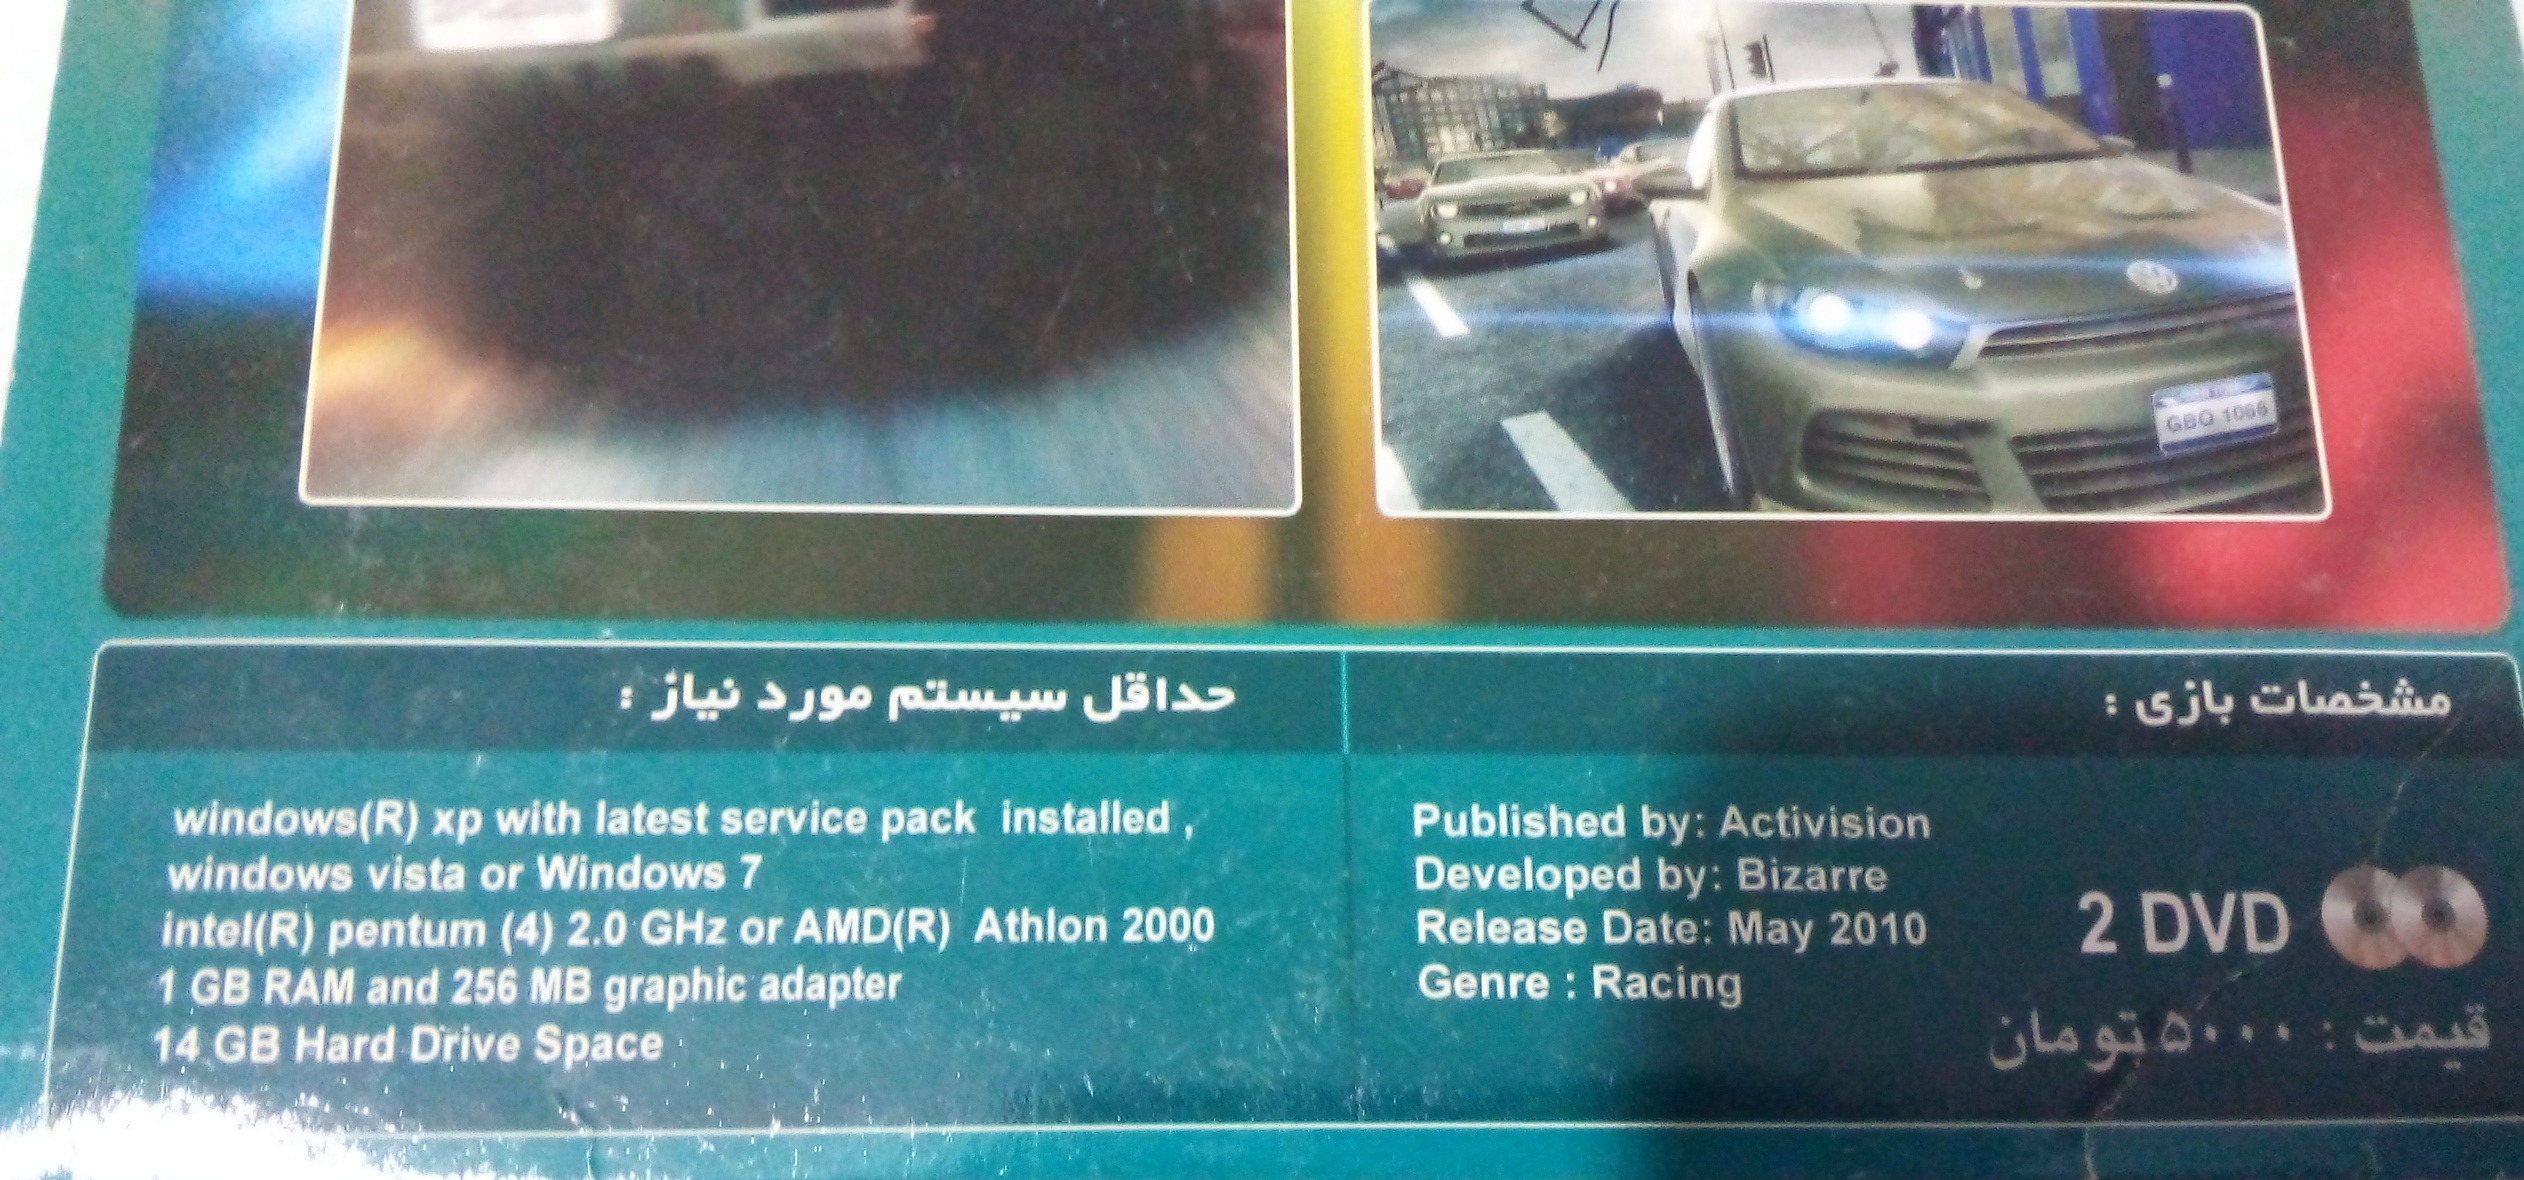 GBO 1066
حداقل سیستم مورد نیاز :
windows(R) xp with latest service pack installed ,
windows vista or Windows 7
intel(R) pentum (4) 2.0 GHz or AMD(R) Athlon 2000
1 GB RAM and 256 MB graphic adapter
14 GB Hard Drive Space
مشخصات بازی :
Published by: Activision
Developed by: Bizarre
Release Date: May 2010
Genre : Racing
2 DVD
قیمت : ۵۰۰۰ تومان